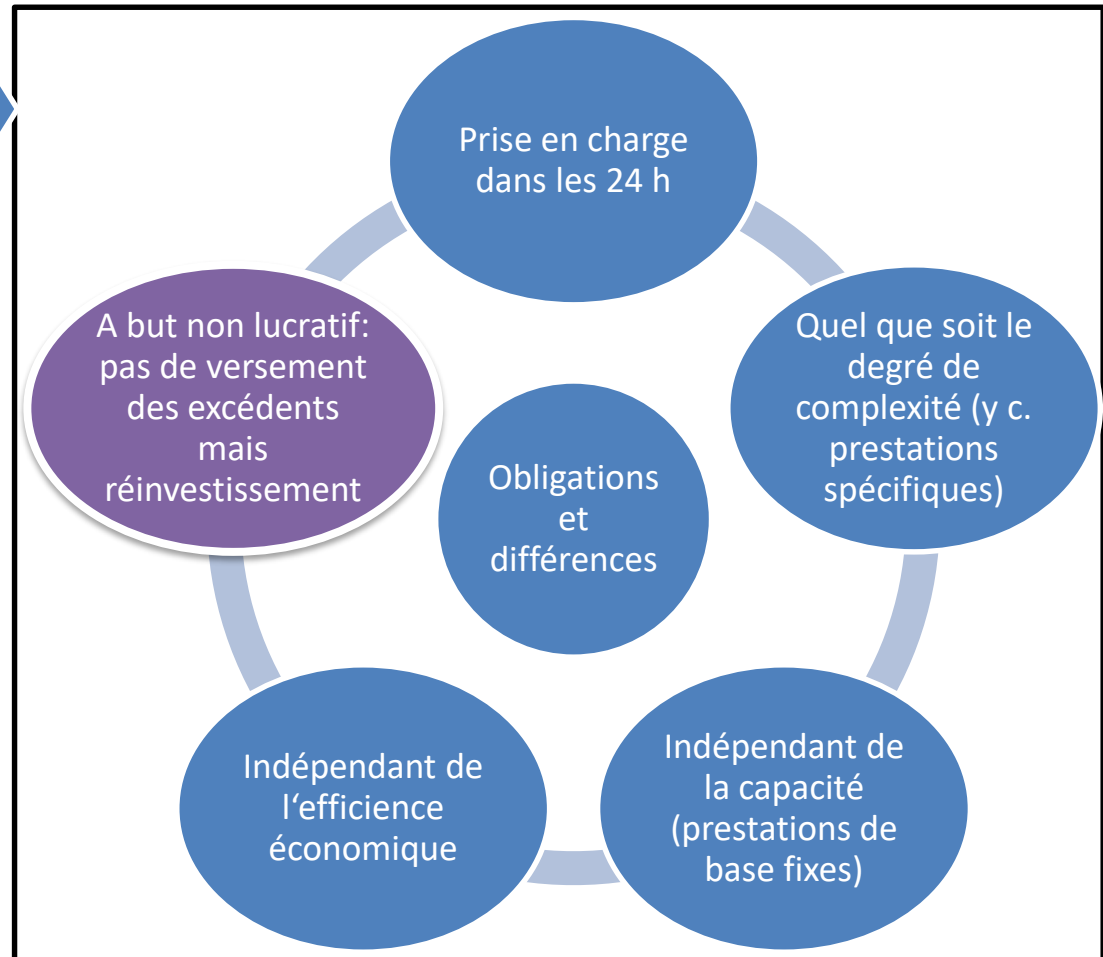 Prise en charge
dans les 24 h
Quel que soit le
degré de
complexité (y c.
prestations
spécifiques)
Indépendant de
la capacité
(prestations de
base fixes)
Indépendant de
l‘efficience
économique
A but non lucratif:
pas de versement
des excédents
mais
réinvestissement
Obligations
et
différences